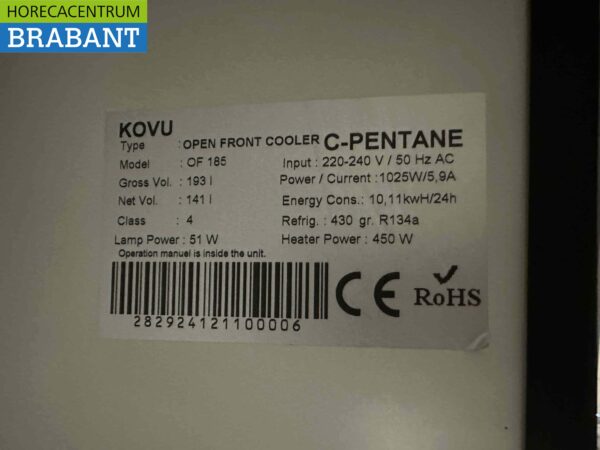 HORECACENTRUM
BRABANT
KOVU
Type : OPEN FRONT COOLER C-PENTANE
Model : OF 185 Input : 220-240 V / 50 Hz AC
Gross Vol. : 193 l Power / Current :1025W/5,9A
Net Vol. : 141 l Energy Cons.: 10,11kwH/24h
Class : 4 Refrig. : 430 gr. R134a
Lamp Power : 51 W Heater Power : 450 W
Operation manuel is inside the unit.
CE RoHS
282924121100006